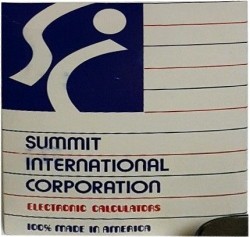 SUMMIT
INTERNATIONAL
CORPORATION
ELECTRONIC CALCULATORS
100% MADE IN AMERICA